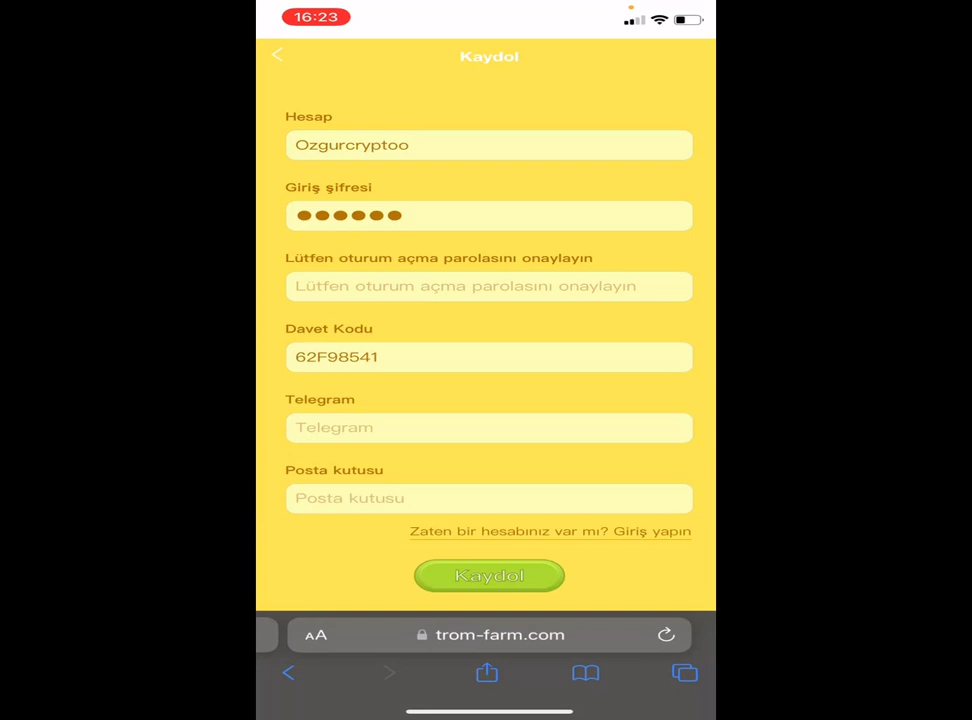 16:23
Kaydol
Hesap
Ozgurcryptoo
Giriş şifresi
Lütfen oturum açma parolasını onaylayın
Lütfen oturum açma parolasını onaylayın
Davet Kodu
62F98541
Telegram
Telegram
Posta kutusu
Posta kutusu
Zaten bir hesabınız var mı? Giriş yapın
Kaydol
AA trom-farm.com